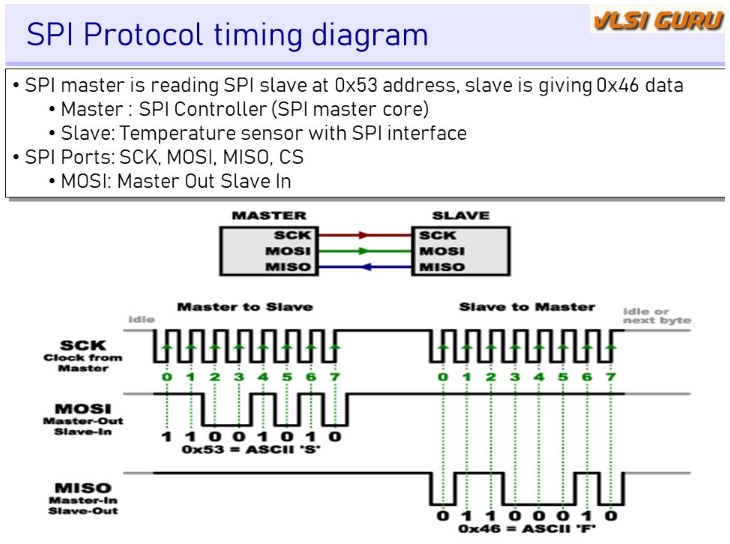 SPI Protocol timing diagram
VLSI GURU
• SPI master is reading SPI slave at 0x53 address, slave is giving 0x46 data
• Master : SPI Controller (SPI master core)
• Slave: Temperature sensor with SPI interface
• SPI Ports: SCK, MOSI, MISO, CS
• MOSI: Master Out Slave In
MASTER SLAVE
SCK SCK
MOSI MOSI
MISO MISO
Master to Slave Slave to Master
idle
idle or
next byte
SCK
Clock from
Master
0 1 2 3 4 5 6 7 0 1 2 3 4 5 6 7
MOSI
Master-Out
Slave-In
1 1 0 0 1 0 1 0
0x53 = ASCII 'S'
MISO
Master-In
Slave-Out
0 1 1 0 0 0 1 0
0x46 = ASCII 'F'